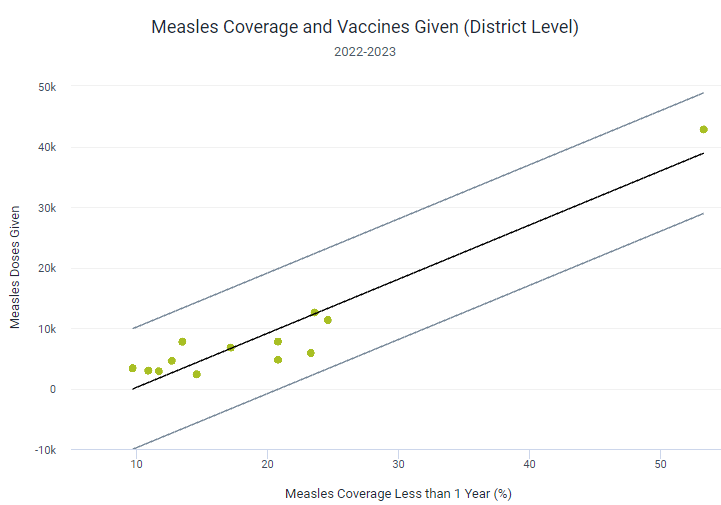 Measles Coverage and Vaccines Given (District Level)
2022-2023
50k
40k
30k
20k
10k
0
-10k
Measles Doses Given
10
20
30
40
50
Measles Coverage Less than 1 Year (%)